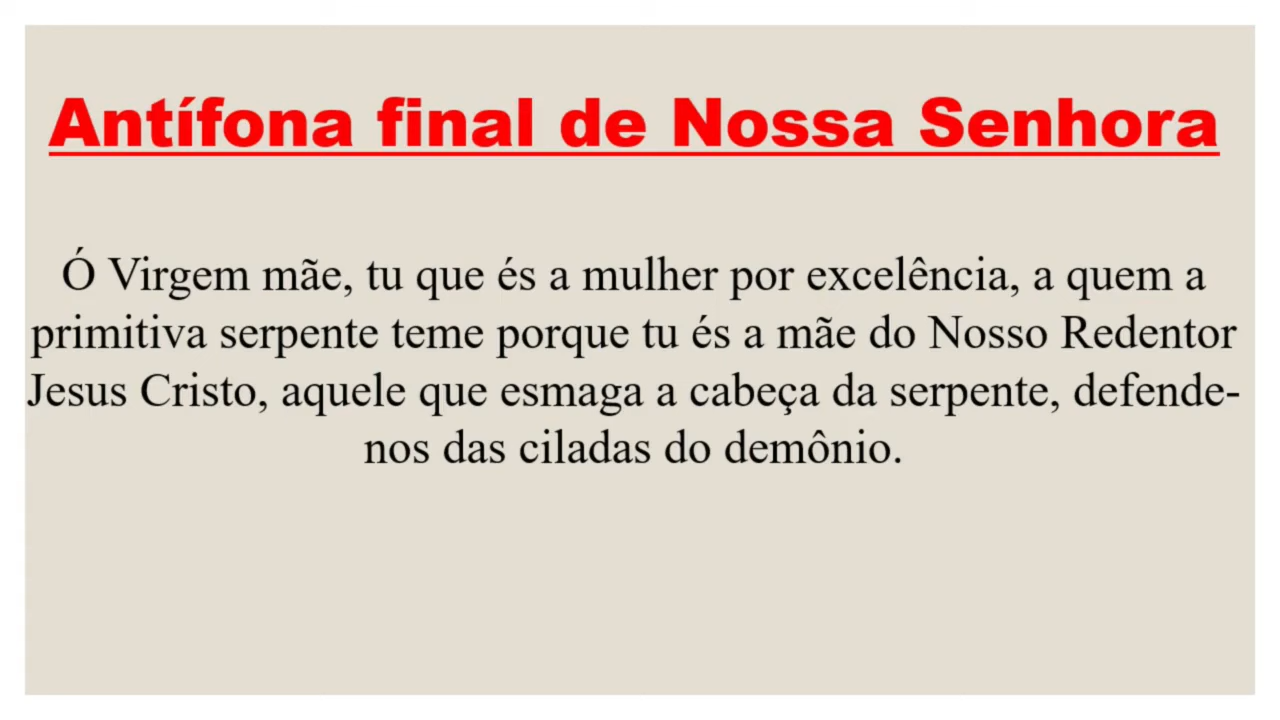 Antífona final de Nossa Senhora
Ó Virgem mãe, tu que és a mulher por excelência, a quem a
primitiva serpente teme porque tu és a mãe do Nosso Redentor
Jesus Cristo, aquele que esmaga a cabeça da serpente, defende-
nos das ciladas do demônio.